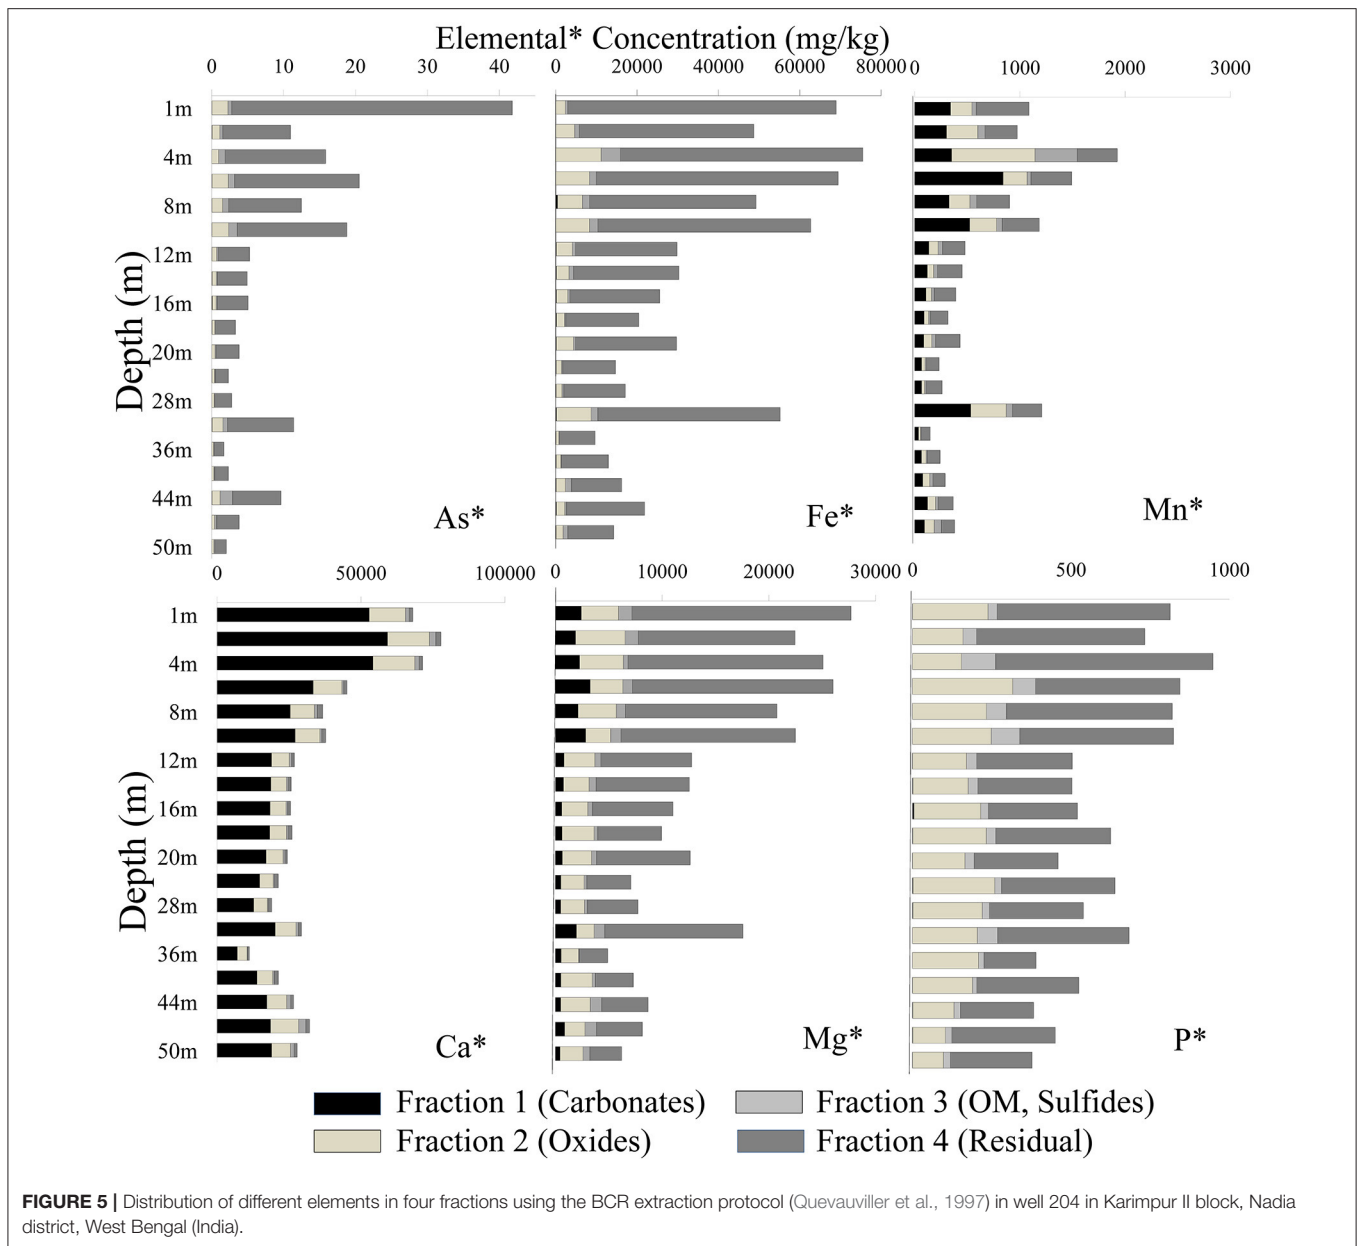 Elemental* Concentration (mg/kg)
0 10 20 30 40 0 20000 40000 60000 80000 0 1000 2000 3000
1m
4m
8m
12m
16m
20m
28m
36m
44m
50m
Depth (m)
As* Fe* Mn*
0 50000 100000 0 10000 20000 30000 0 500 1000
1m
4m
8m
12m
16m
20m
28m
36m
44m
50m
Depth (m)
Ca* Mg* P*
Fraction 1 (Carbonates) Fraction 3 (OM, Sulfides)
Fraction 2 (Oxides) Fraction 4 (Residual)
FIGURE 5 | Distribution of different elements in four fractions using the BCR extraction protocol (Quevauviller et al., 1997) in well 204 in Karimpur II block, Nadia
district, West Bengal (India).